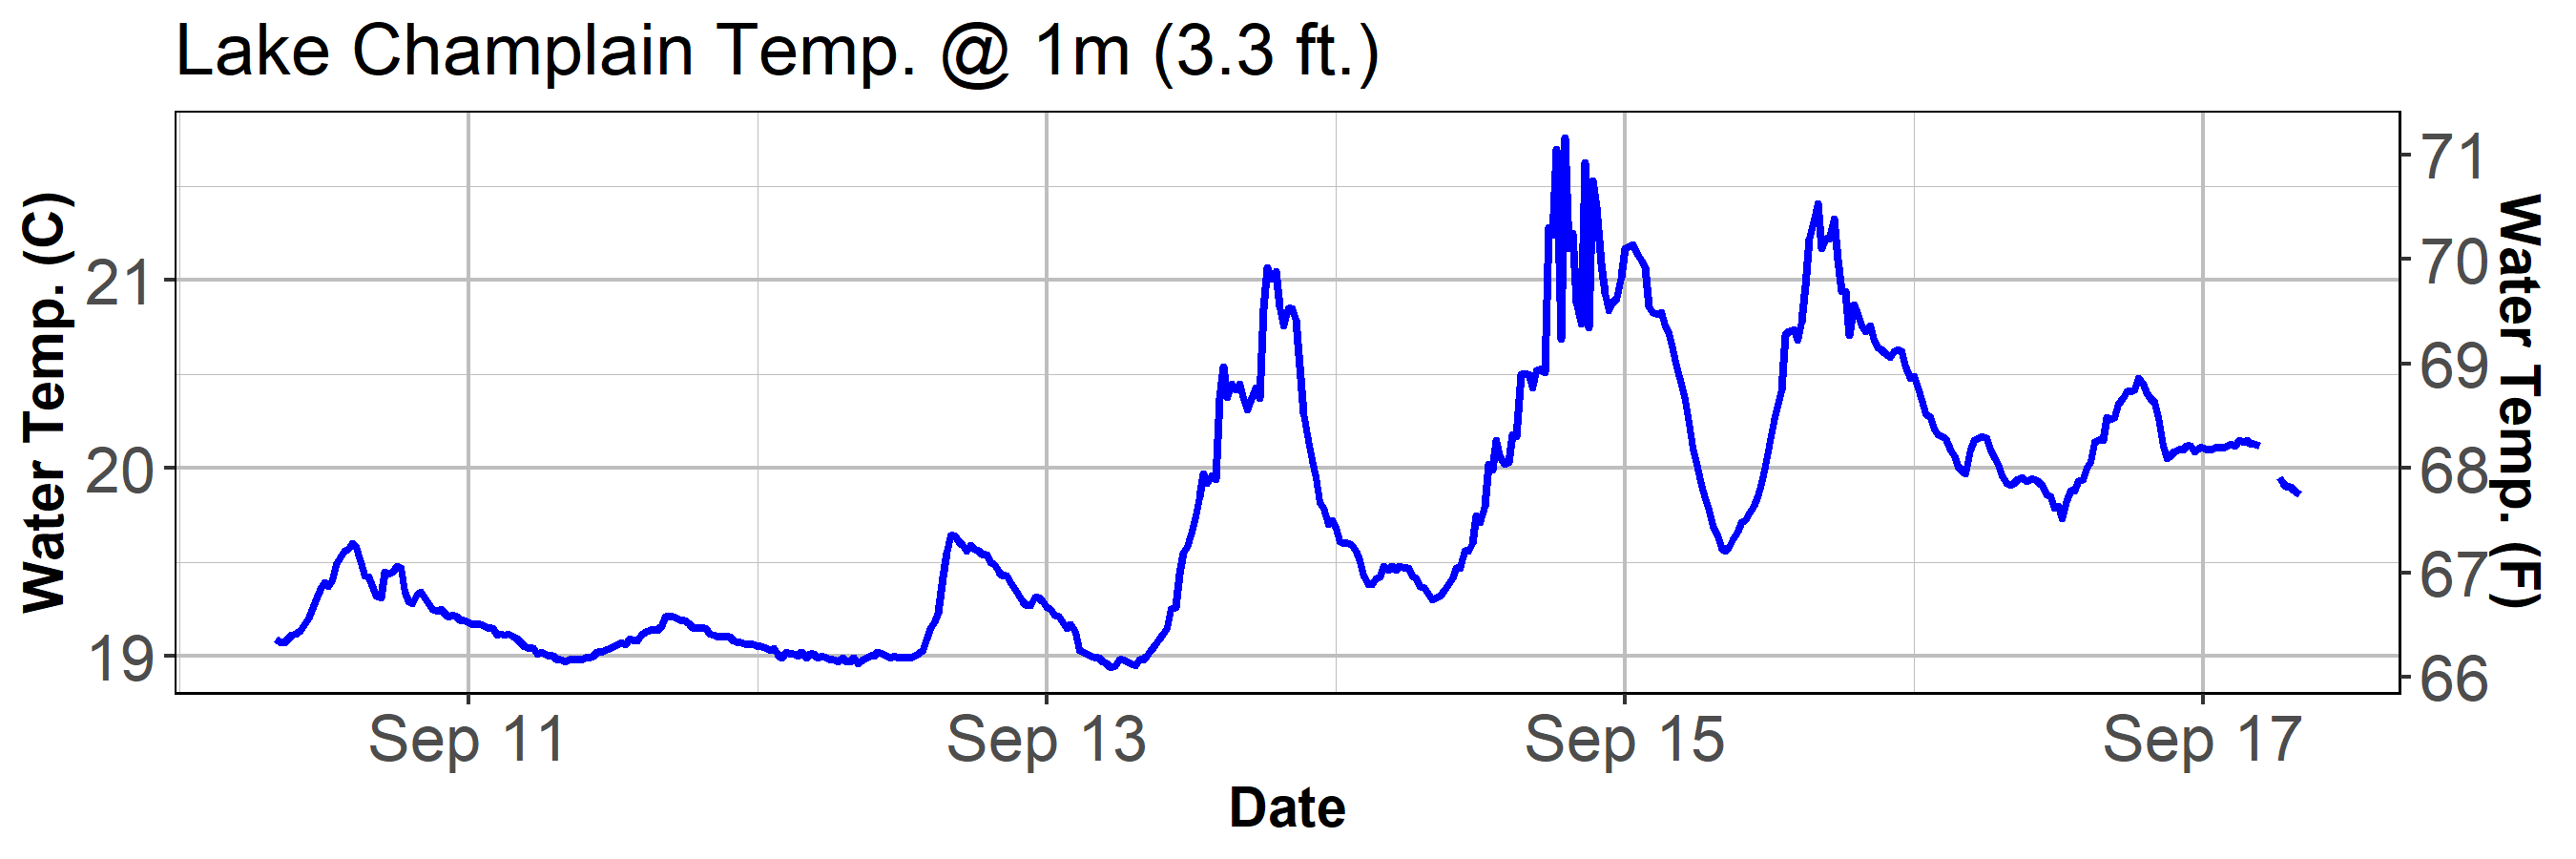 Lake Champlain Temp. @ 1m (3.3 ft.)
Water Temp. (C)
21
20
19
71
70
69
68
67
66
Water Temp. (F)
Sep 11
Sep 13
Sep 15
Sep 17
Date